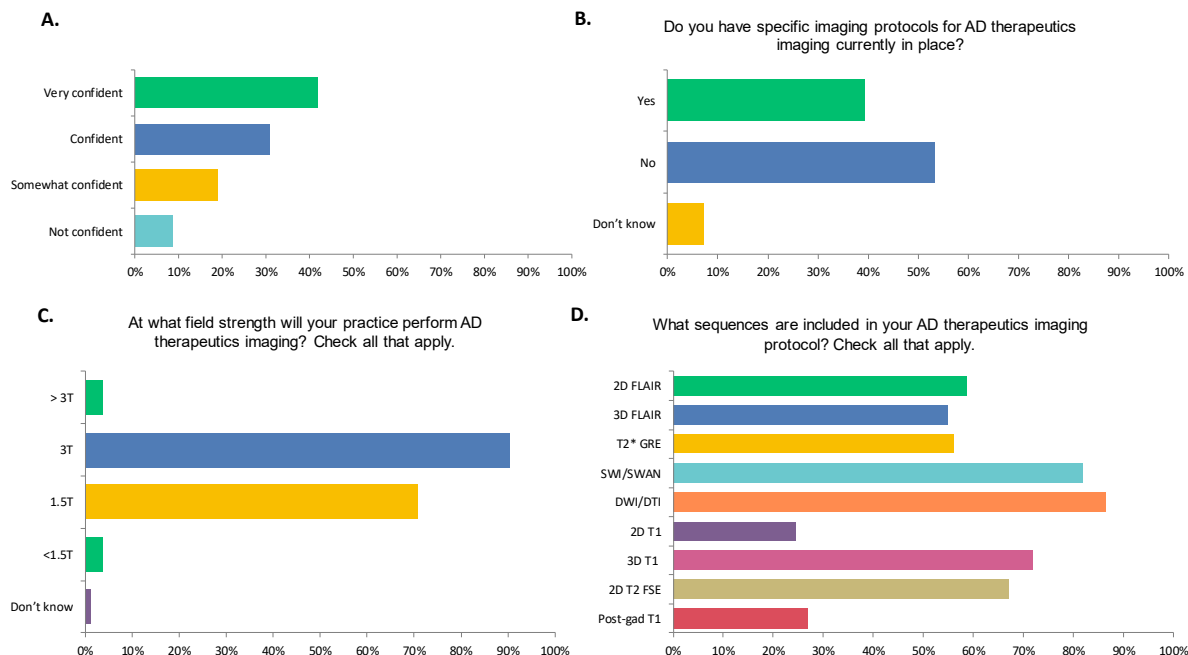 A.
Very confident
Confident
Somewhat confident
Not confident
0% 10% 20% 30% 40% 50% 60% 70% 80% 90% 100%
B.
Do you have specific imaging protocols for AD therapeutics
imaging currently in place?
Yes
No
Don't know
0% 10% 20% 30% 40% 50% 60% 70% 80% 90% 100%
C.
At what field strength will your practice perform AD
therapeutics imaging? Check all that apply.
> 3T
3T
1.5T
<1.5T
Don't know
0% 10% 20% 30% 40% 50% 60% 70% 80% 90% 100%
D.
What sequences are included in your AD therapeutics imaging
protocol? Check all that apply.
2D FLAIR
3D FLAIR
T2* GRE
SWI/SWAN
DWI/DTI
2D T1
3D T1
2D T2 FSE
Post-gad T1
0% 10% 20% 30% 40% 50% 60% 70% 80% 90% 100%